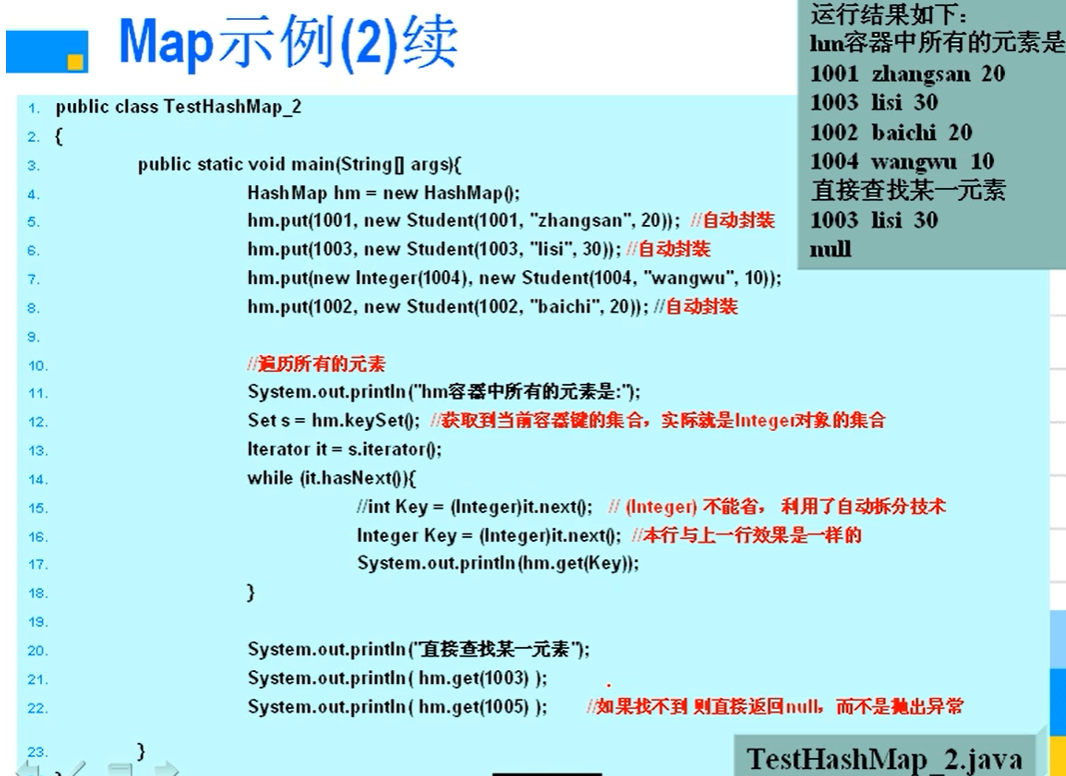 Map示例(2)续
运行结果如下:
hm容器中所有的元素是
1001 zhangsan 20
1003 lisi 30
1002 baichi 20
1004 wangwu 10
直接查找某一元素
1003 lisi 30
null
1. public class TestHashMap_2
2. {
3. public static void main(String[] args){
4. HashMap hm = new HashMap();
5. hm.put(1001, new Student(1001, "zhangsan", 20)); //自动封装
6. hm.put(1003, new Student(1003, "lisi", 30)); //自动封装
7. hm.put(new Integer(1004), new Student(1004, "wangwu", 10));
8. hm.put(1002, new Student(1002, "baichi", 20)); //自动封装
9.
10. //遍历所有的元素
11. System.out.println("hm容器中所有的元素是:");
12. Set s = hm.keySet(); //获取到当前容器键的集合，实际就是Integer对象的集合
13. Iterator it = s.iterator();
14. while (it.hasNext()){
15. //int Key = (Integer)it.next(); // (Integer) 不能省， 利用了自动拆分技术
16. Integer Key = (Integer)it.next(); //本行与上一行效果是一样的
17. System.out.println(hm.get(Key));
18. }
19.
20. System.out.println("直接查找某一元素");
21. System.out.println( hm.get(1003) );
22. System.out.println( hm.get(1005) ); //如果找不到 则直接返回null，而不是抛出异常
23. }
TestHashMap_2.java